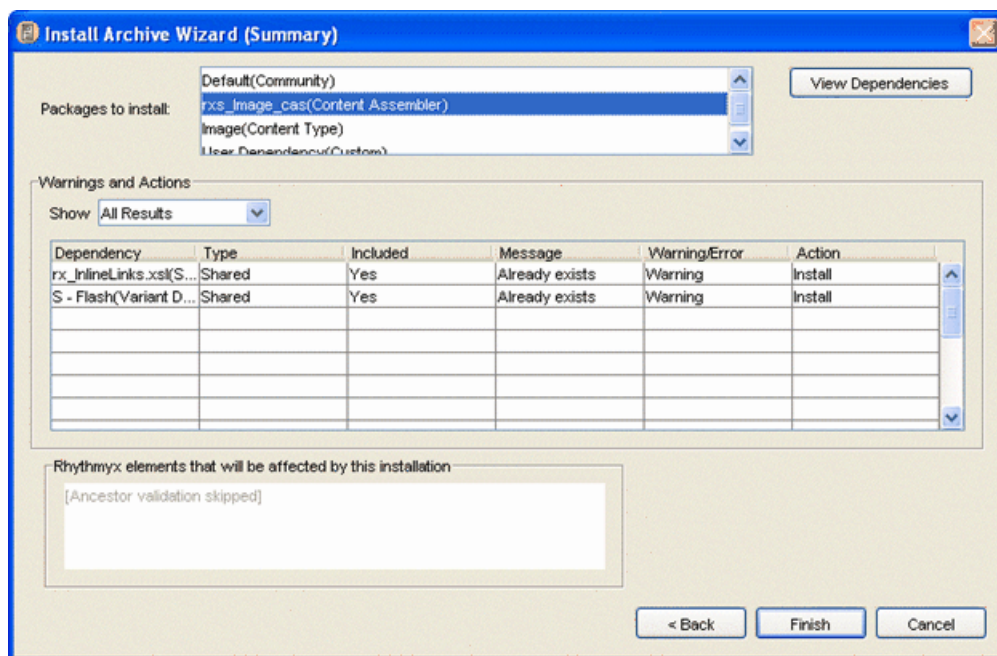 Install Archive Wizard (Summary)
Packages to install:
Default(Community)
rxs_Image_cas(Content Assembler)
Image(Content Type)
User Dependency(Custom)
View Dependencies
Warnings and Actions
Show All Results
Dependency Type Included Message Warning/Error Action
rx_InlineLinks.xsl(S... Shared Yes Already exists Warning Install
S - Flash(Variant D... Shared Yes Already exists Warning Install
Rhythmyx elements that will be affected by this installation
[Ancestor validation skipped]
< Back Finish Cancel